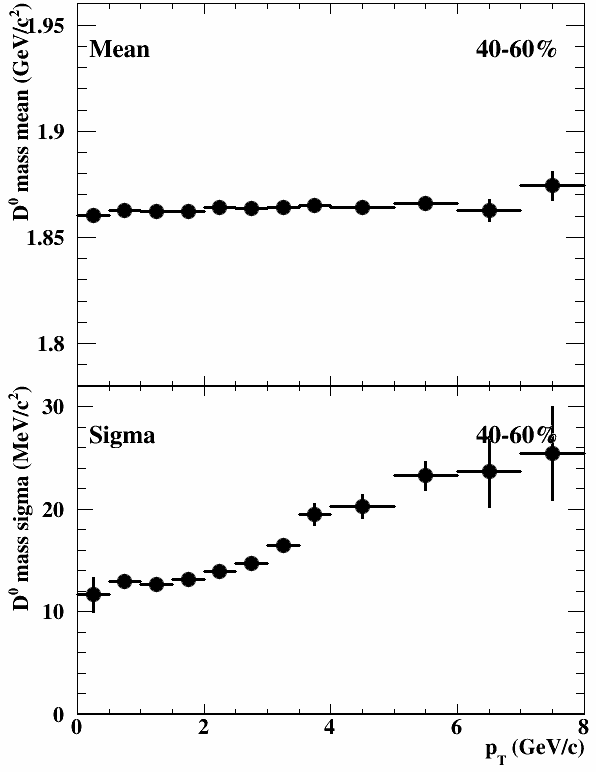 D⁰ mass mean (GeV/c²)
1.95
Mean 40-60%
1.9
1.85
1.8
D⁰ mass sigma (MeV/c²)
30
Sigma 40-60%
20
10
0
0 2 4 6 8
p_T (GeV/c)